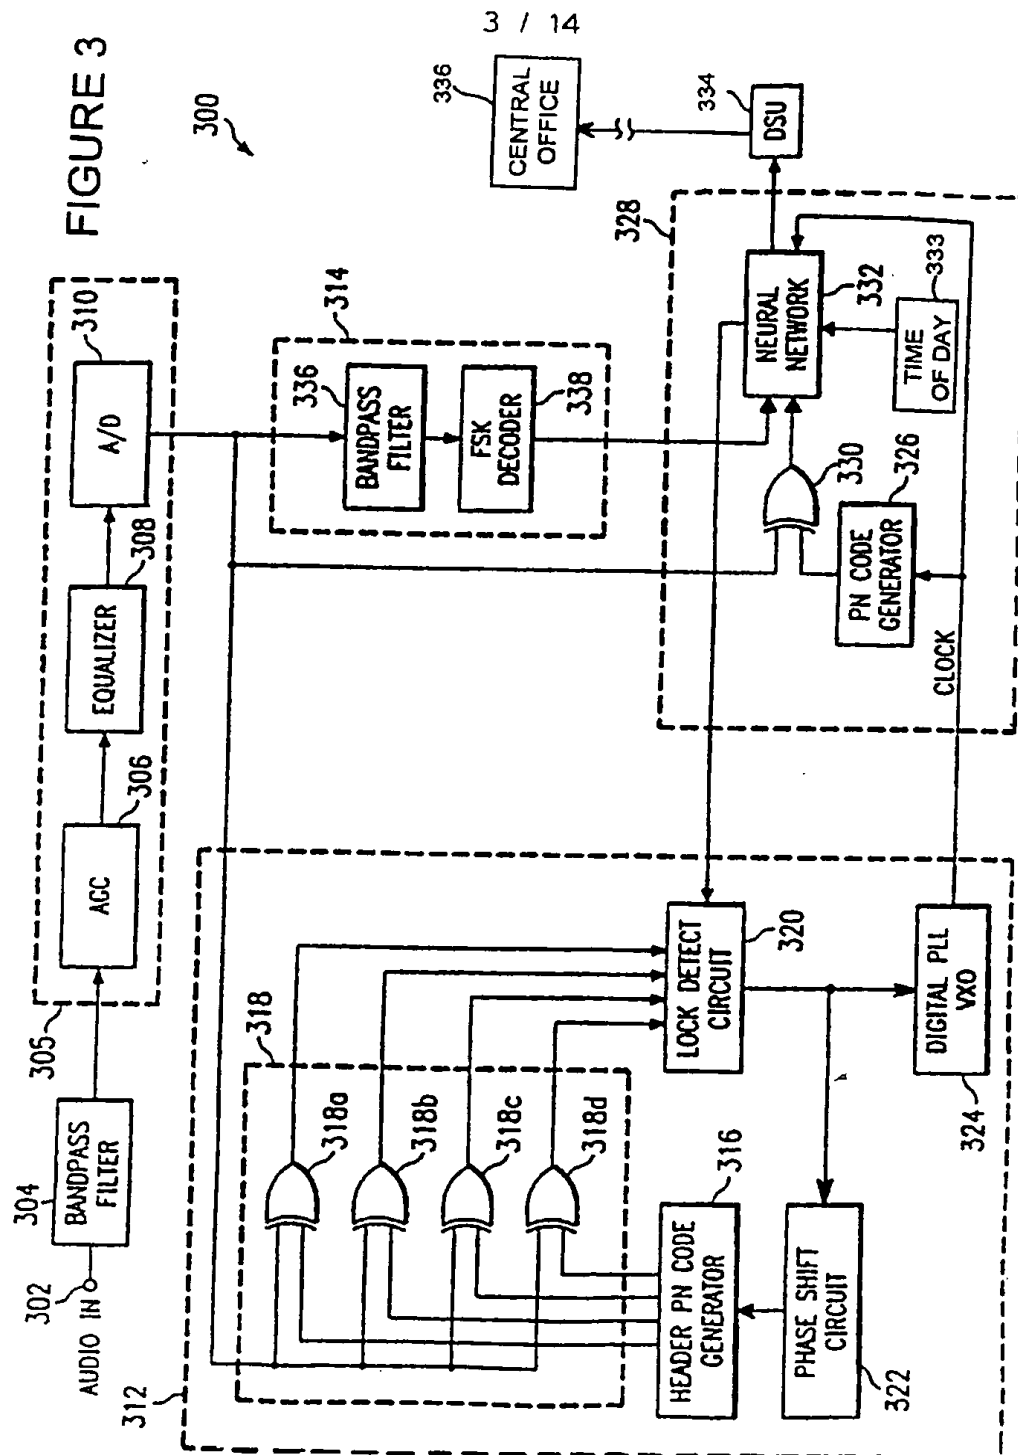 3 / 14
FIGURE 3
300
AUDIO IN
302
304
BANDPASS
FILTER
305
AGC
306
EQUALIZER
308
A/D
310
312
314
336
BANDPASS
FILTER
FSK
DECODER
338
318
318a
318b
318c
318d
HEADER PN CODE
GENERATOR
316
PHASE SHIFT
CIRCUIT
322
LOCK DETECT
CIRCUIT
320
DIGITAL PLL
VXO
324
CLOCK
328
PN CODE
GENERATOR
326
330
NEURAL
NETWORK
332
TIME
OF DAY
333
DSU
334
CENTRAL
OFFICE
336